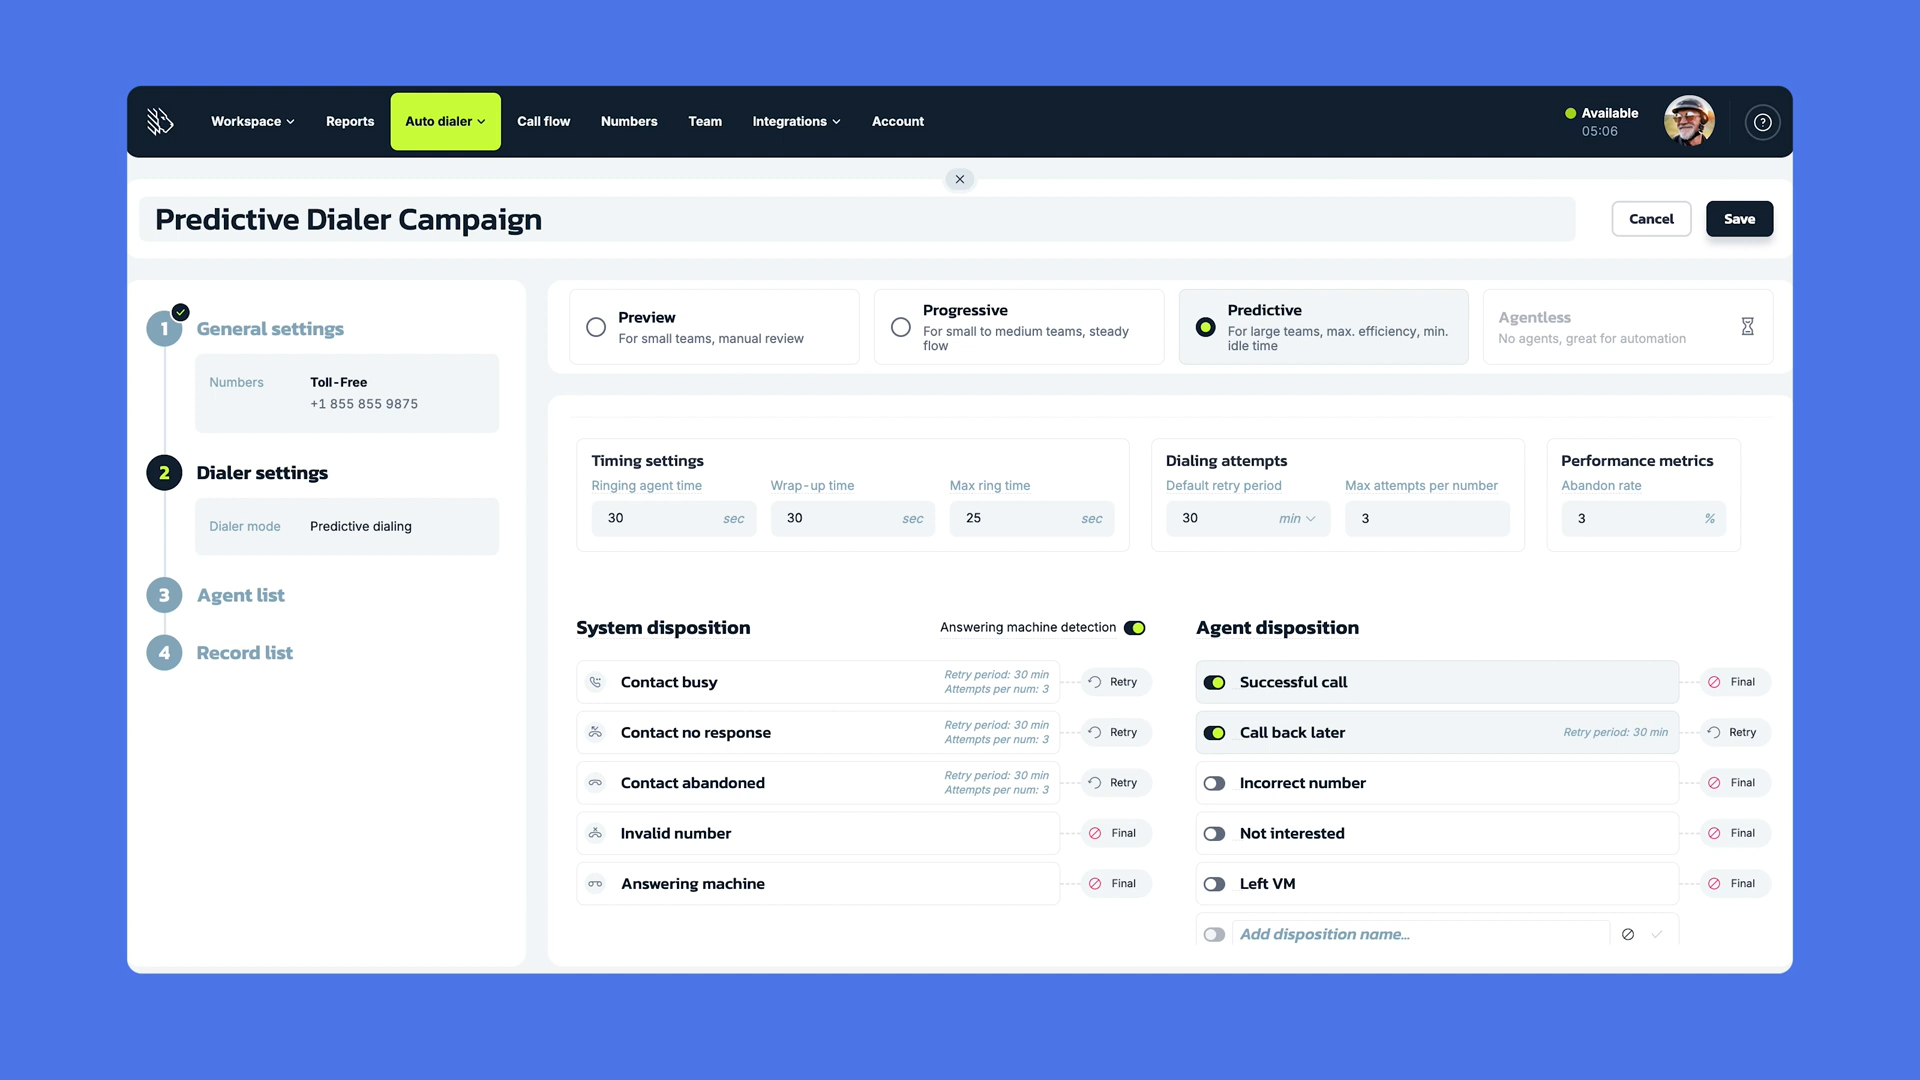 Workspace
Reports
Auto dialer
Call flow
Numbers
Team
Integrations
Account
Available
05:06
Predictive Dialer Campaign
Cancel
Save
1
General settings
Numbers
Toll-Free
+1 855 855 9875
2
Dialer settings
Dialer mode
Predictive dialing
3
Agent list
4
Record list
Preview
For small teams, manual review
Progressive
For small to medium teams, steady
flow
Predictive
For large teams, max. efficiency, min.
idle time
Agentless
No agents, great for automation
Timing settings
Ringing agent time
Wrap-up time
Max ring time
30 sec
30 sec
25 sec
Dialing attempts
Default retry period
Max attempts per number
30 min
3
Performance metrics
Abandon rate
3 %
System disposition
Answering machine detection
Contact busy
Retry period: 30 min
Attempts per num: 3
Retry
Contact no response
Retry period: 30 min
Attempts per num: 3
Retry
Contact abandoned
Retry period: 30 min
Attempts per num: 3
Retry
Invalid number
Final
Answering machine
Final
Agent disposition
Successful call
Final
Call back later
Retry period: 30 min
Retry
Incorrect number
Final
Not interested
Final
Left VM
Final
Add disposition name...